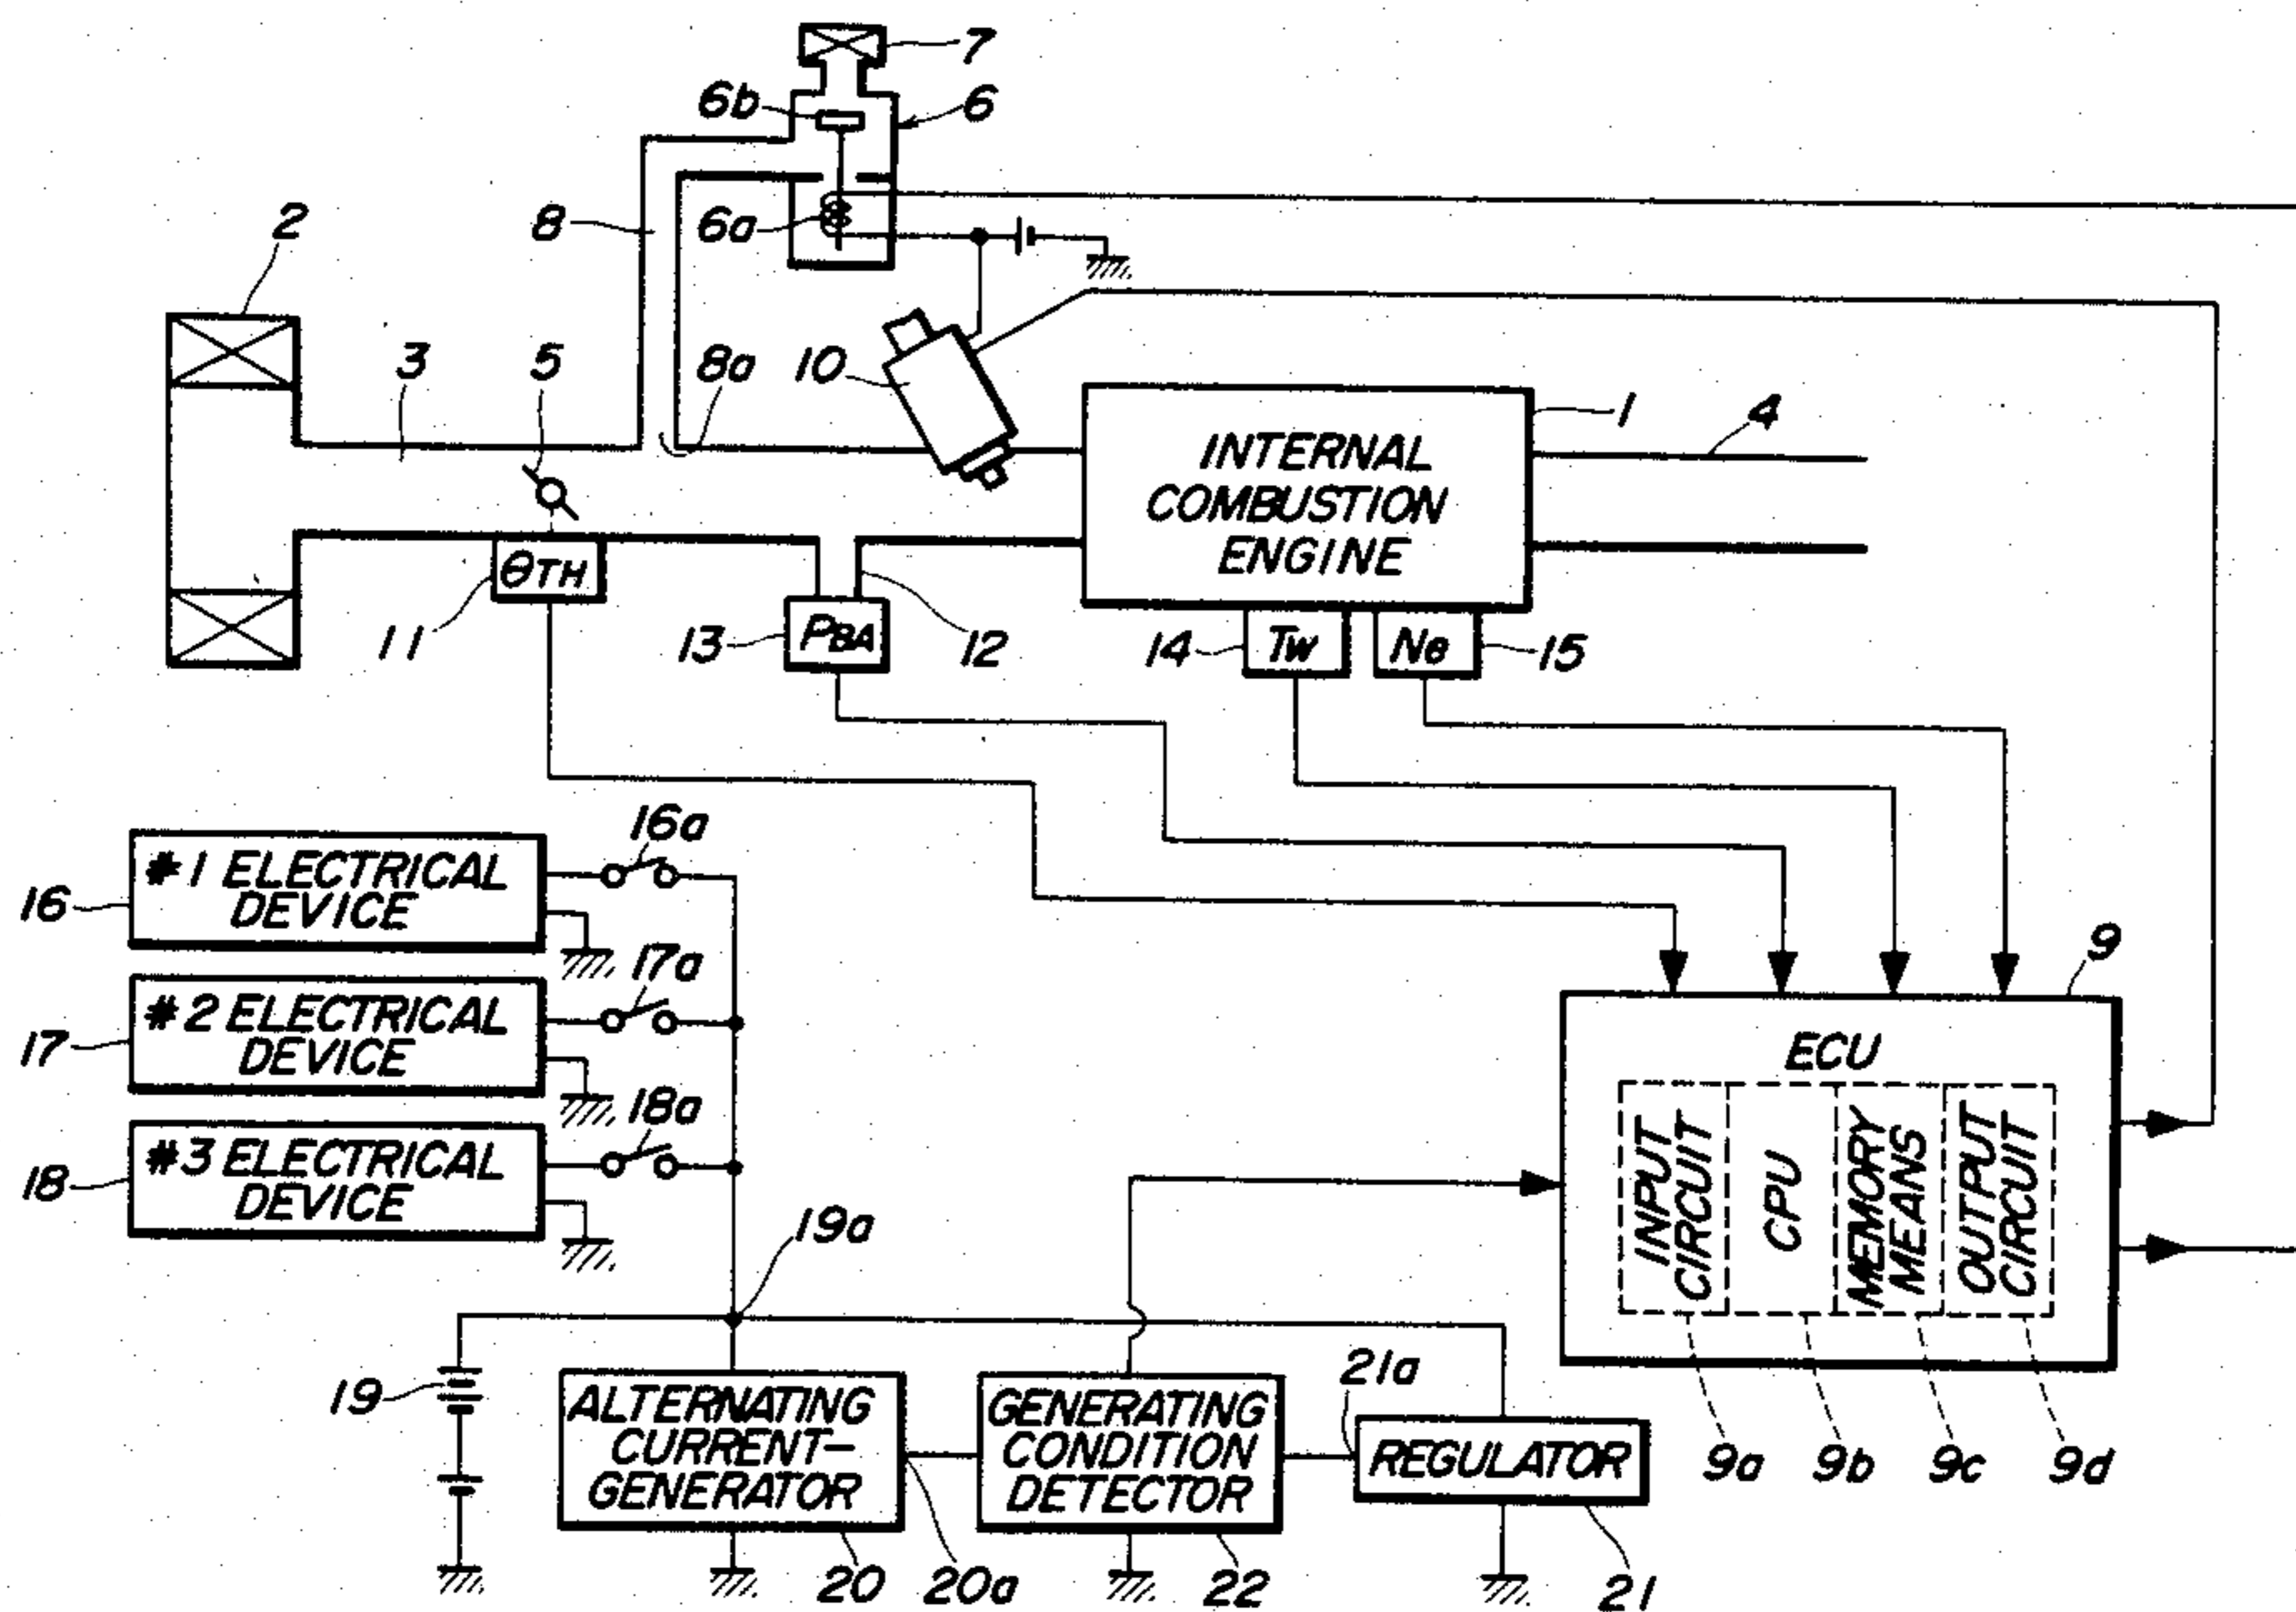 7
6b
6
2
8
6a
3
5
8a
10
1
4
INTERNAL
COMBUSTION
ENGINE
θTH
11
13
PBA
12
14
Tw
Ne
15
16a
16
#1 ELECTRICAL
DEVICE
17a
17
#2 ELECTRICAL
DEVICE
18a
18
#3 ELECTRICAL
DEVICE
9
ECU
INPUT
CIRCUIT
CPU
MEMORY
MEANS
OUTPUT
CIRCUIT
19a
19
ALTERNATING
CURRENT-
GENERATOR
GENERATING
CONDITION
DETECTOR
21a
REGULATOR
9a
9b
9c
9d
20
20a
22
21